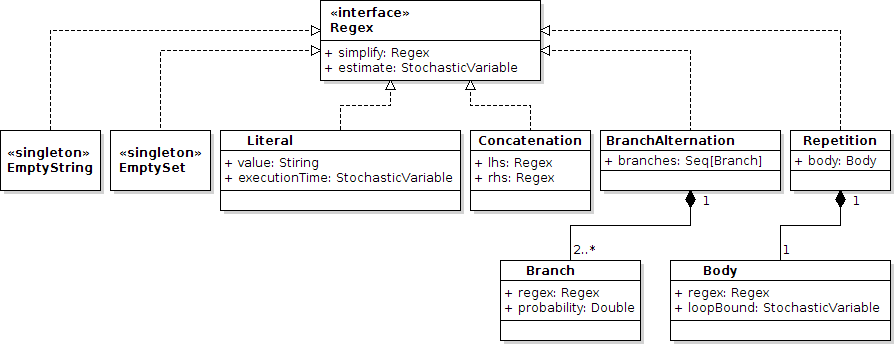 «interface»
Regex
+ simplify: Regex
+ estimate: StochasticVariable
«singleton»
EmptyString
«singleton»
EmptySet
Literal
+ value: Stiring
+ executionTime: StochasticVariable
Concatenation
+ lhs: Regex
+ rhs: Regex
BranchAlternation
+ branches: Seq[Branch]
Repetition
+ body: Body
1
1
2..*
1
Branch
+ regex: Regex
+ probability: Double
Body
+ regex: Regex
+ loopBound: StochasticVariable